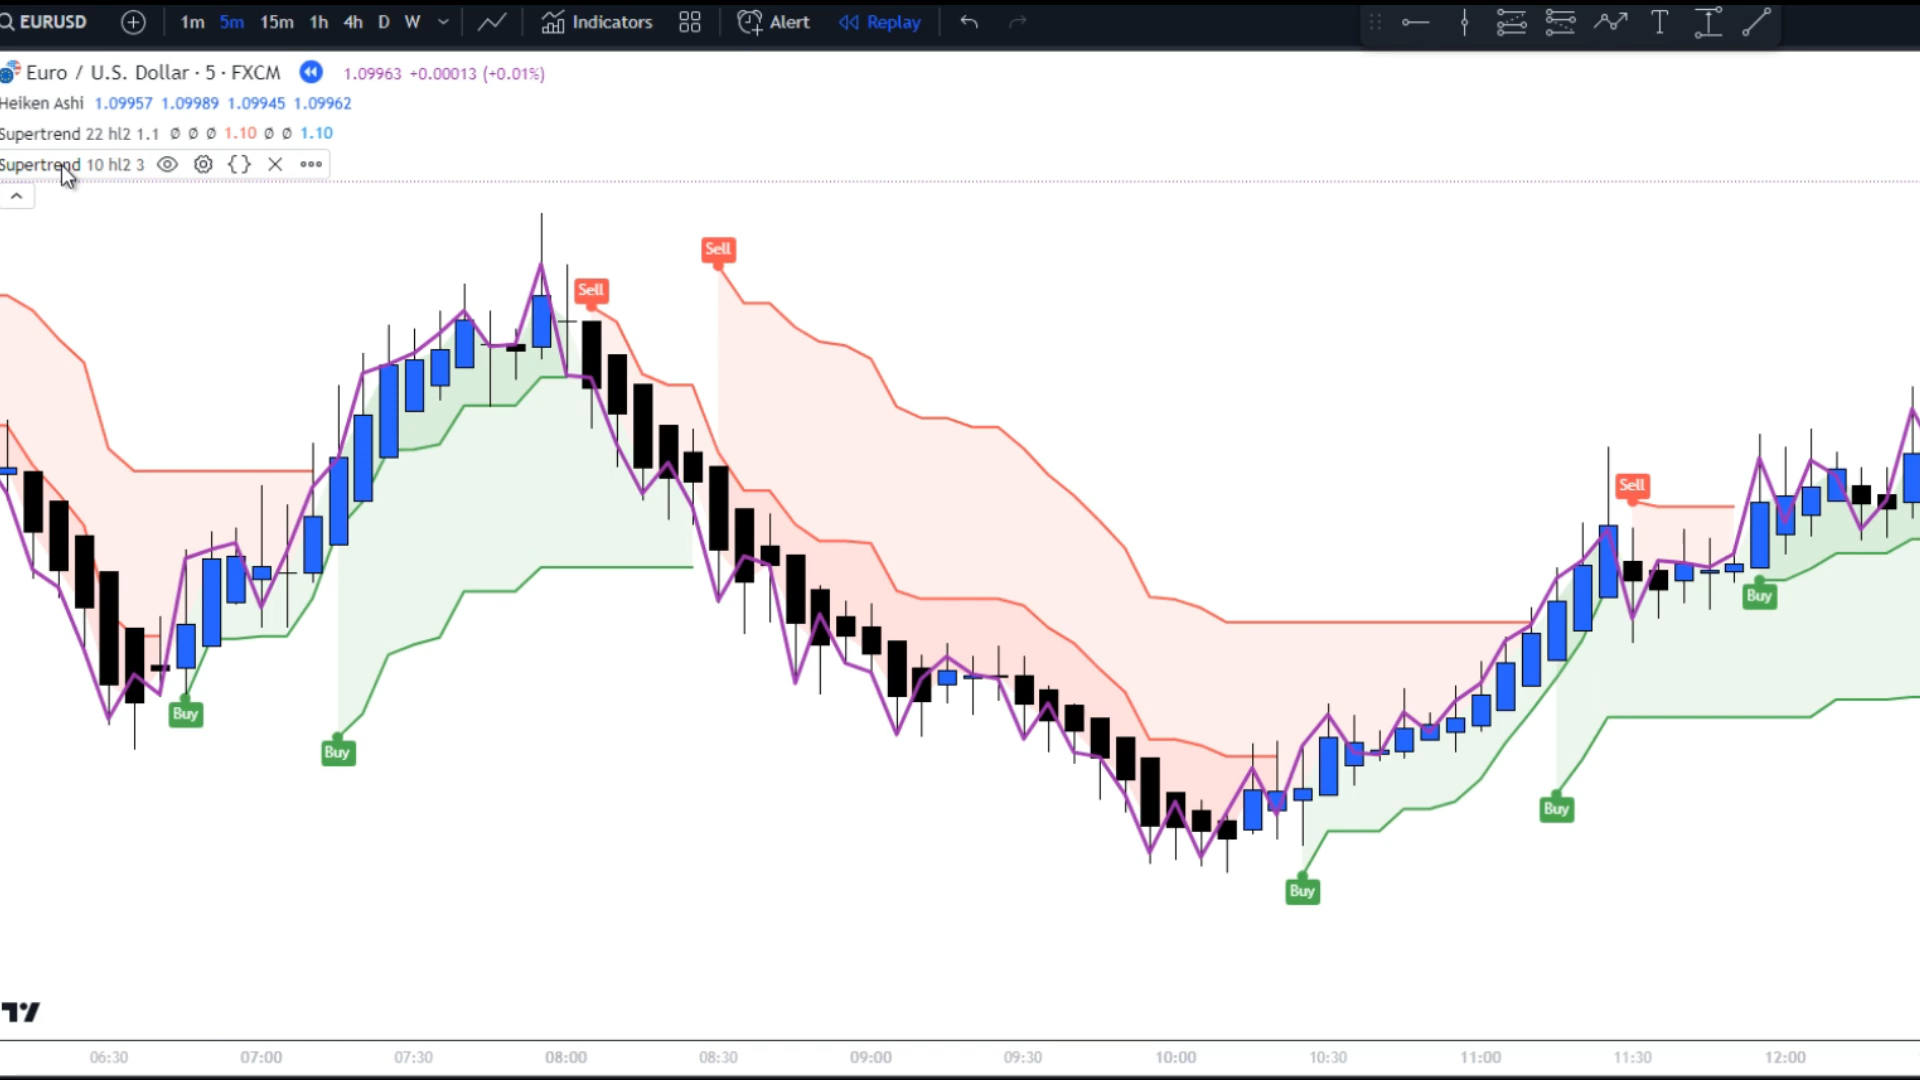 EURUSD 1m 5m 15m 1h 4h D W Indicators Alert Replay
Euro / U.S. Dollar · 5 · FXCM 1.09963 +0.00013 (+0.01%)
Heiken Ashi 1.09957 1.09989 1.09945 1.09962
Supertrend 22 hl2 1.1 Ø Ø Ø 1.10 Ø Ø 1.10
Supertrend 10 hl2 3
Sell
Sell
Sell
Buy
Buy
Buy
Buy
Buy
06:30 07:00 07:30 08:00 08:30 09:00 09:30 10:00 10:30 11:00 11:30 12:00